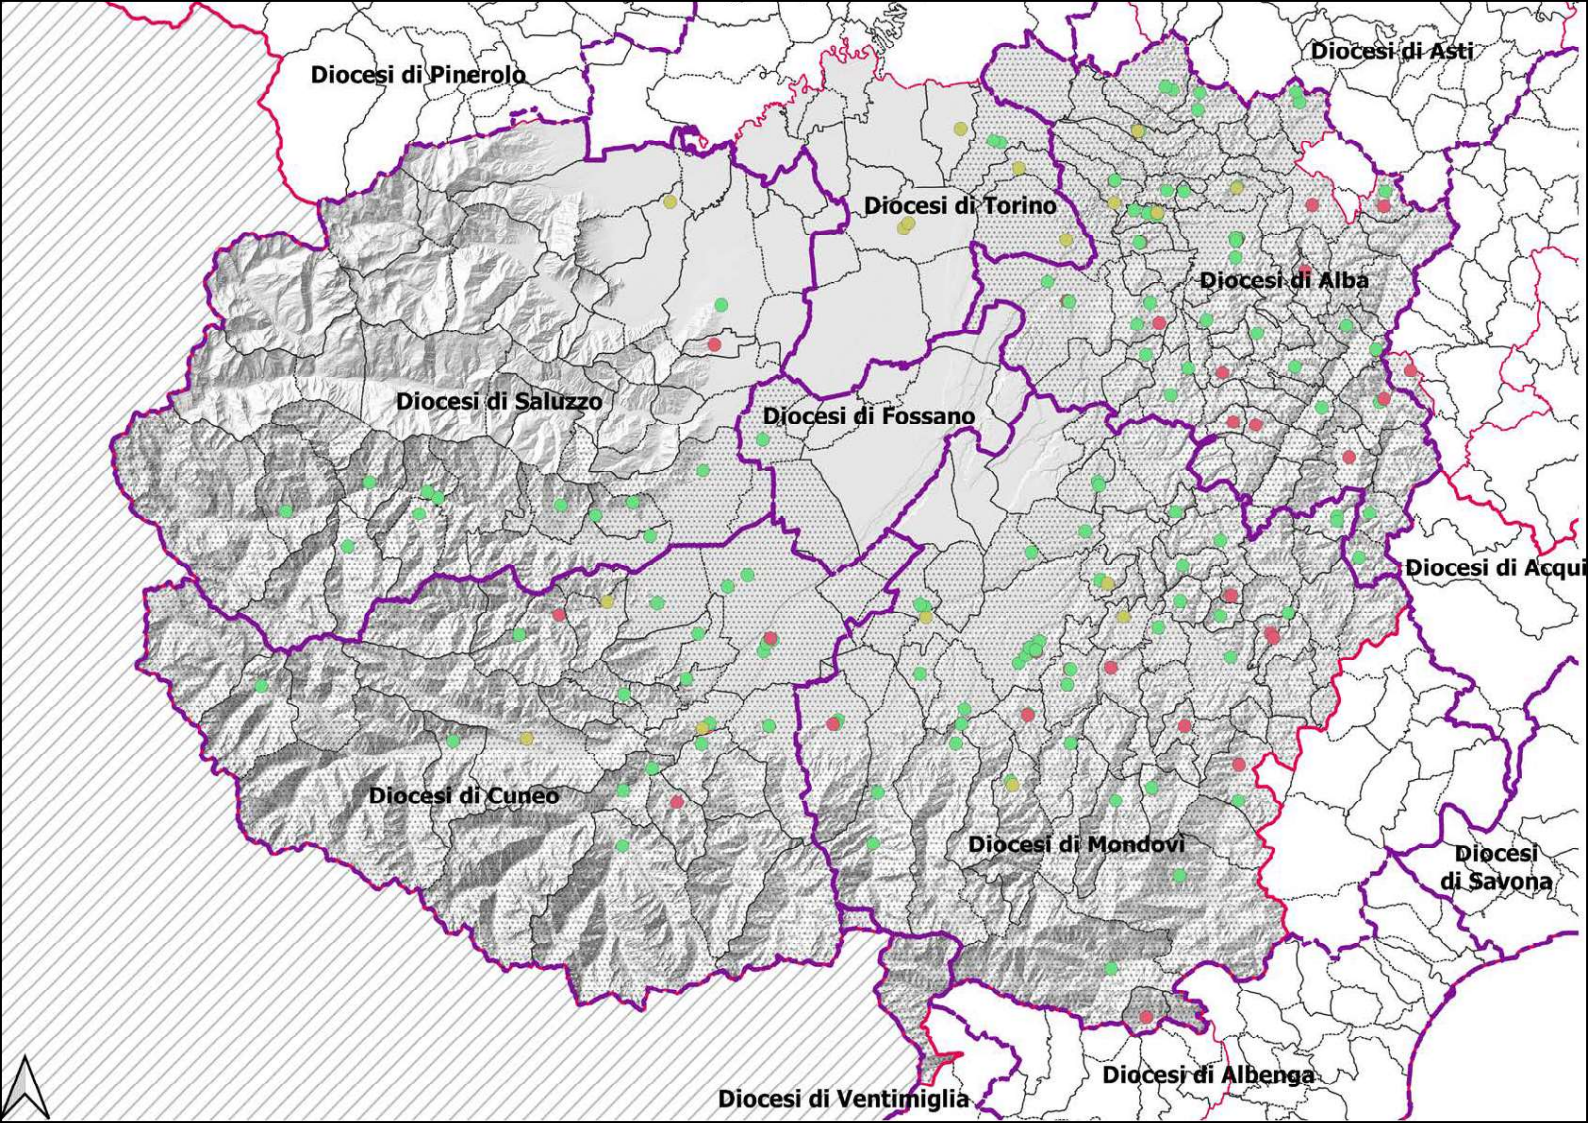 Diocesi di Asti
Diocesi di Pinerolo
Diocesi di Torino
Diocesi di Alba
Diocesi di Saluzzo
Diocesi di Fossano
Diocesi di Acqui
Diocesi di Cuneo
Diocesi di Mondovì
Diocesi
di Savona
Diocesi di Albenga
Diocesi di Ventimiglia